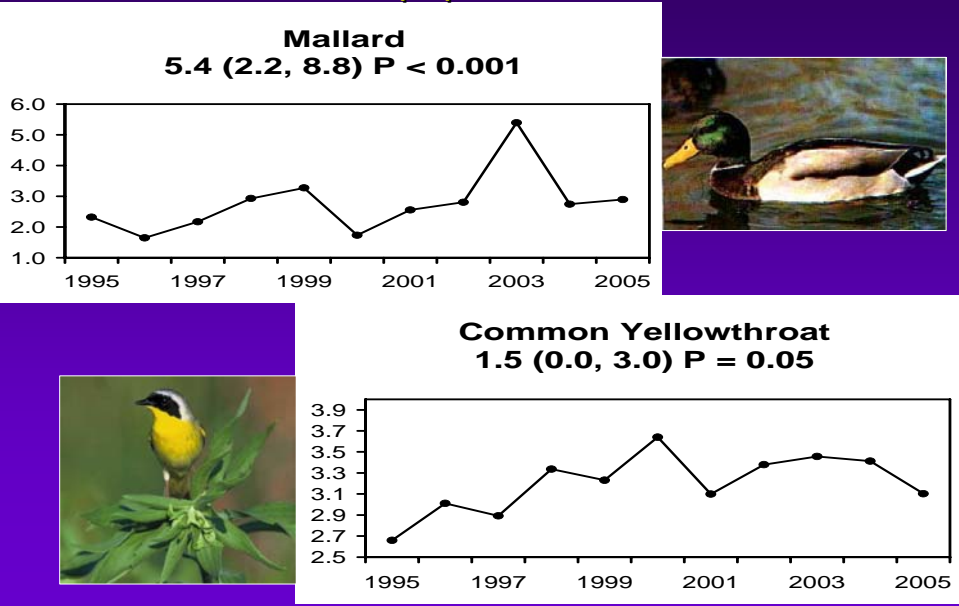 Mallard
5.4 (2.2, 8.8) P < 0.001
6.0
5.0
4.0
3.0
2.0
1.0
1995 1997 1999 2001 2003 2005
Common Yellowthroat
1.5 (0.0, 3.0) P = 0.05
3.9
3.7
3.5
3.3
3.1
2.9
2.7
2.5
1995 1997 1999 2001 2003 2005